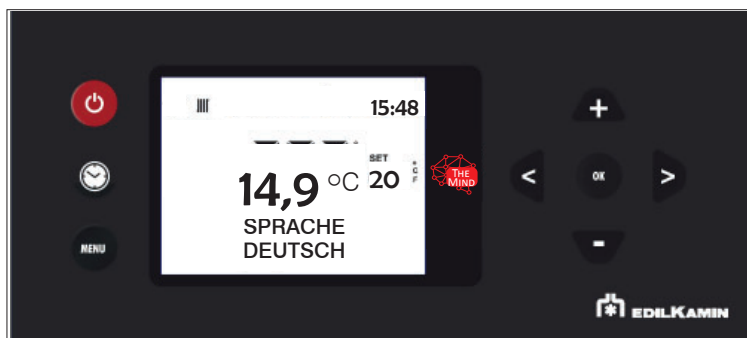 15:48
SET
14,9 °C 20 °C F
SPRACHE
DEUTSCH
MENU
THE
MIND
+
<
OK
>
-
EDILKAMIN